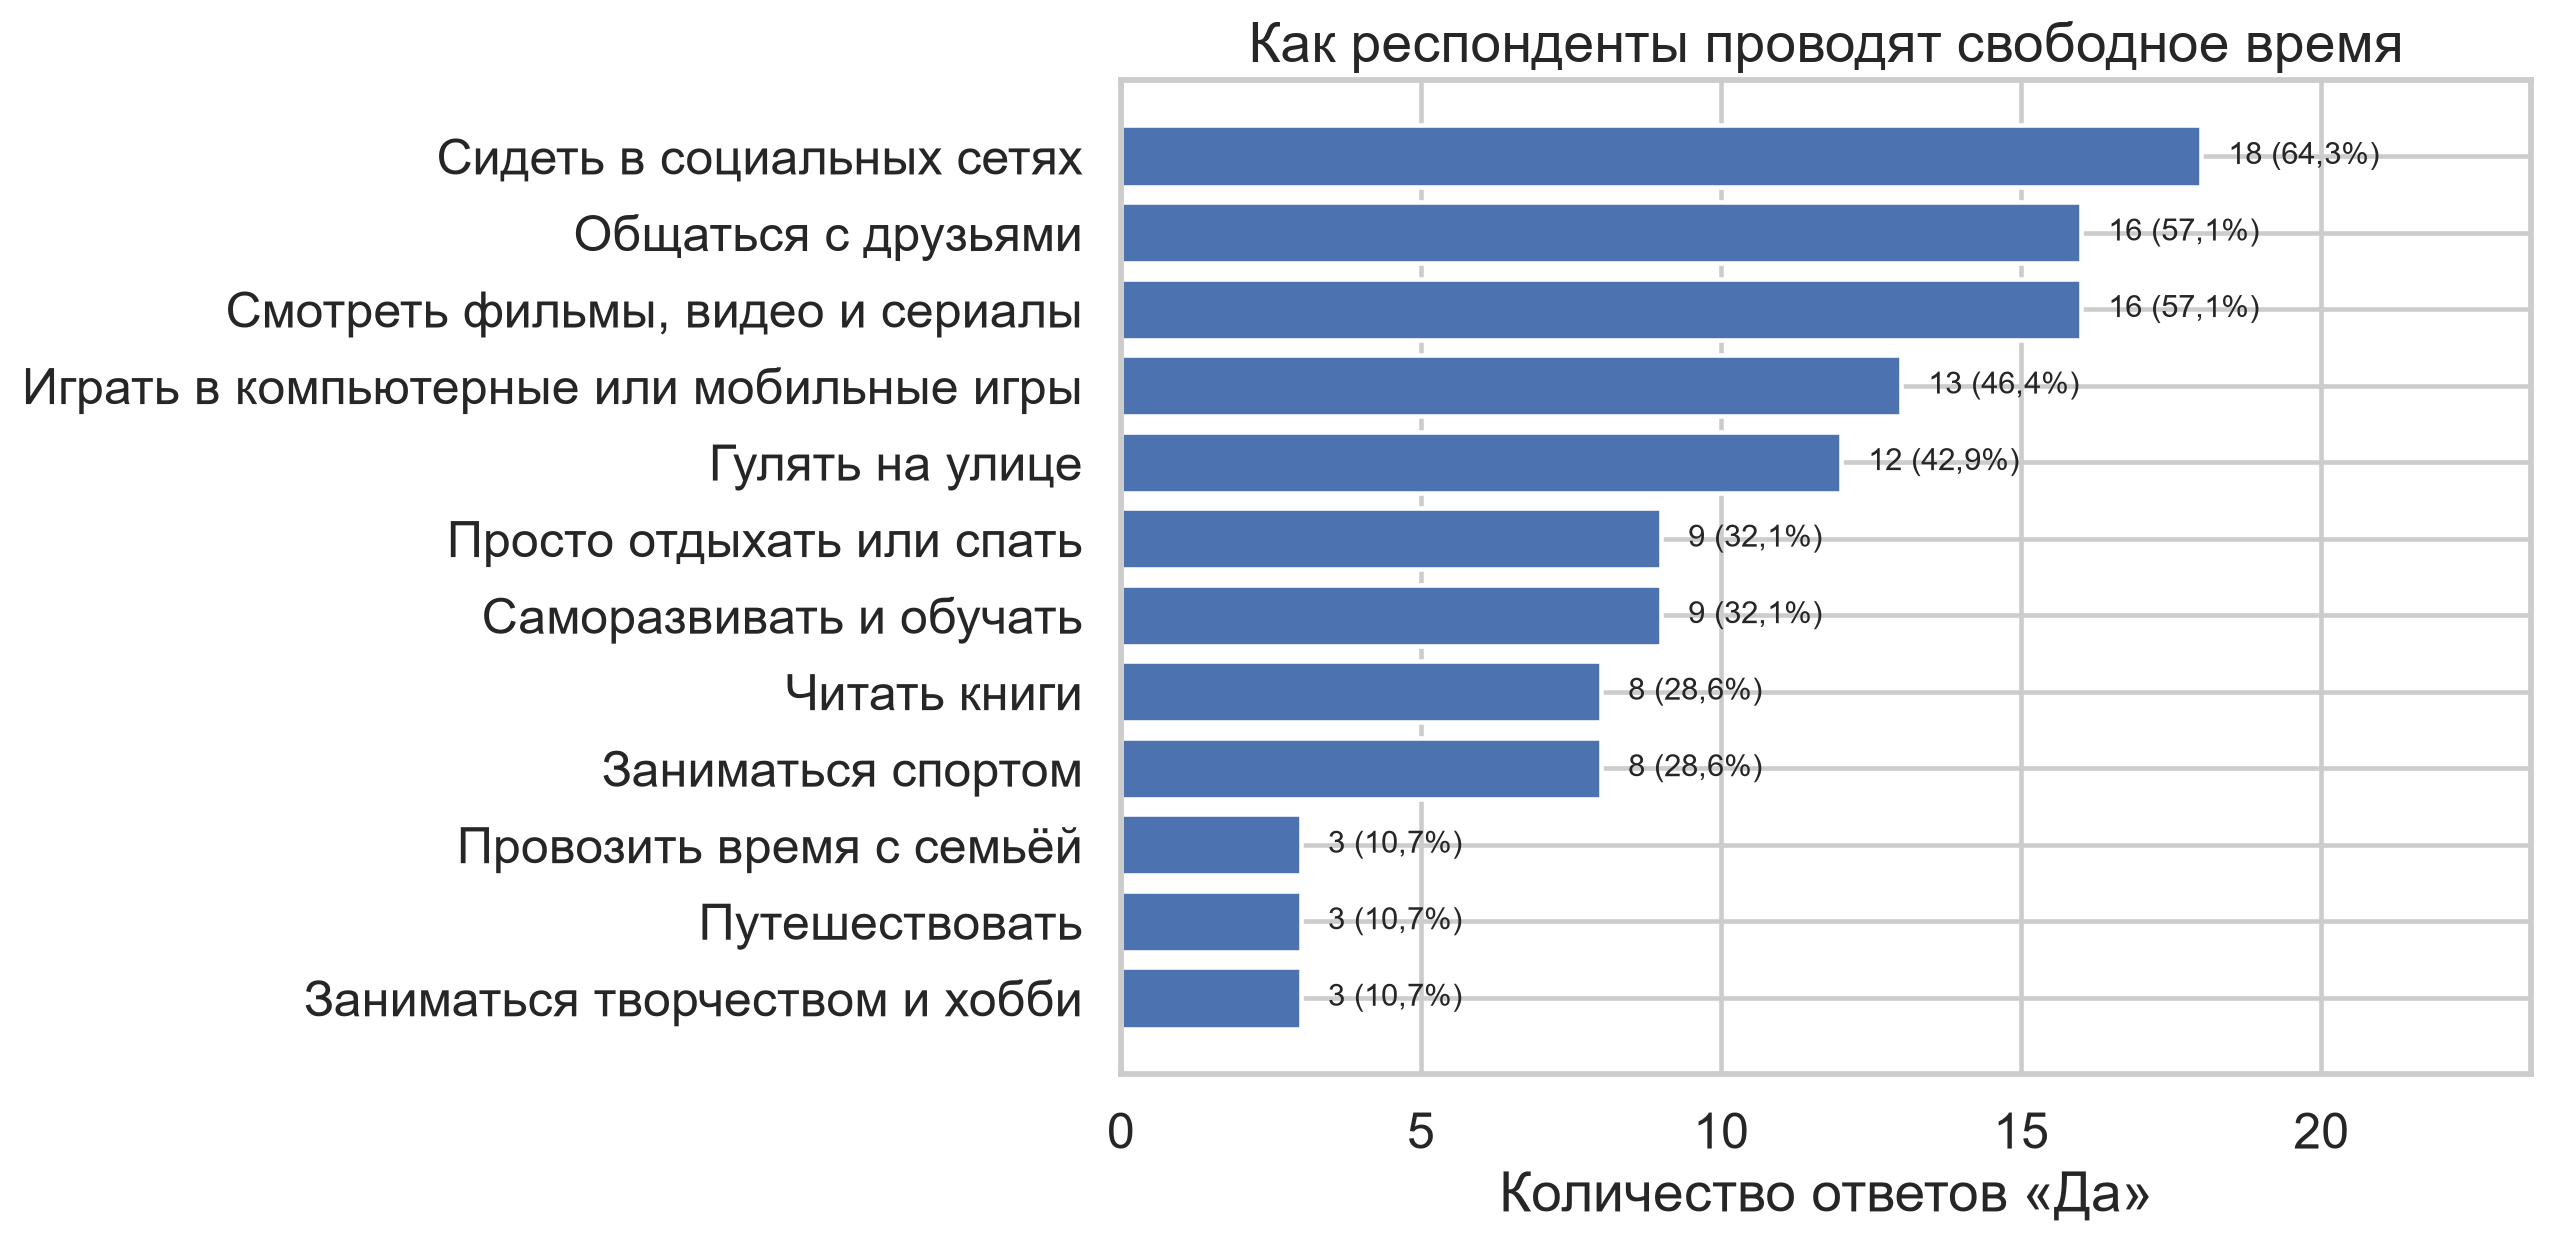 Как респонденты проводят свободное время
Сидеть в социальных сетях 18 (64,3%)
Общаться с друзьями 16 (57,1%)
Смотреть фильмы, видео и сериалы 16 (57,1%)
Играть в компьютерные или мобильные игры 13 (46,4%)
Гулять на улице 12 (42,9%)
Просто отдыхать или спать 9 (32,1%)
Саморазвивать и обучать 9 (32,1%)
Читать книги 8 (28,6%)
Заниматься спортом 8 (28,6%)
Провозить время с семьёй 3 (10,7%)
Путешествовать 3 (10,7%)
Заниматься творчеством и хобби 3 (10,7%)
0 5 10 15 20
Количество ответов «Да»